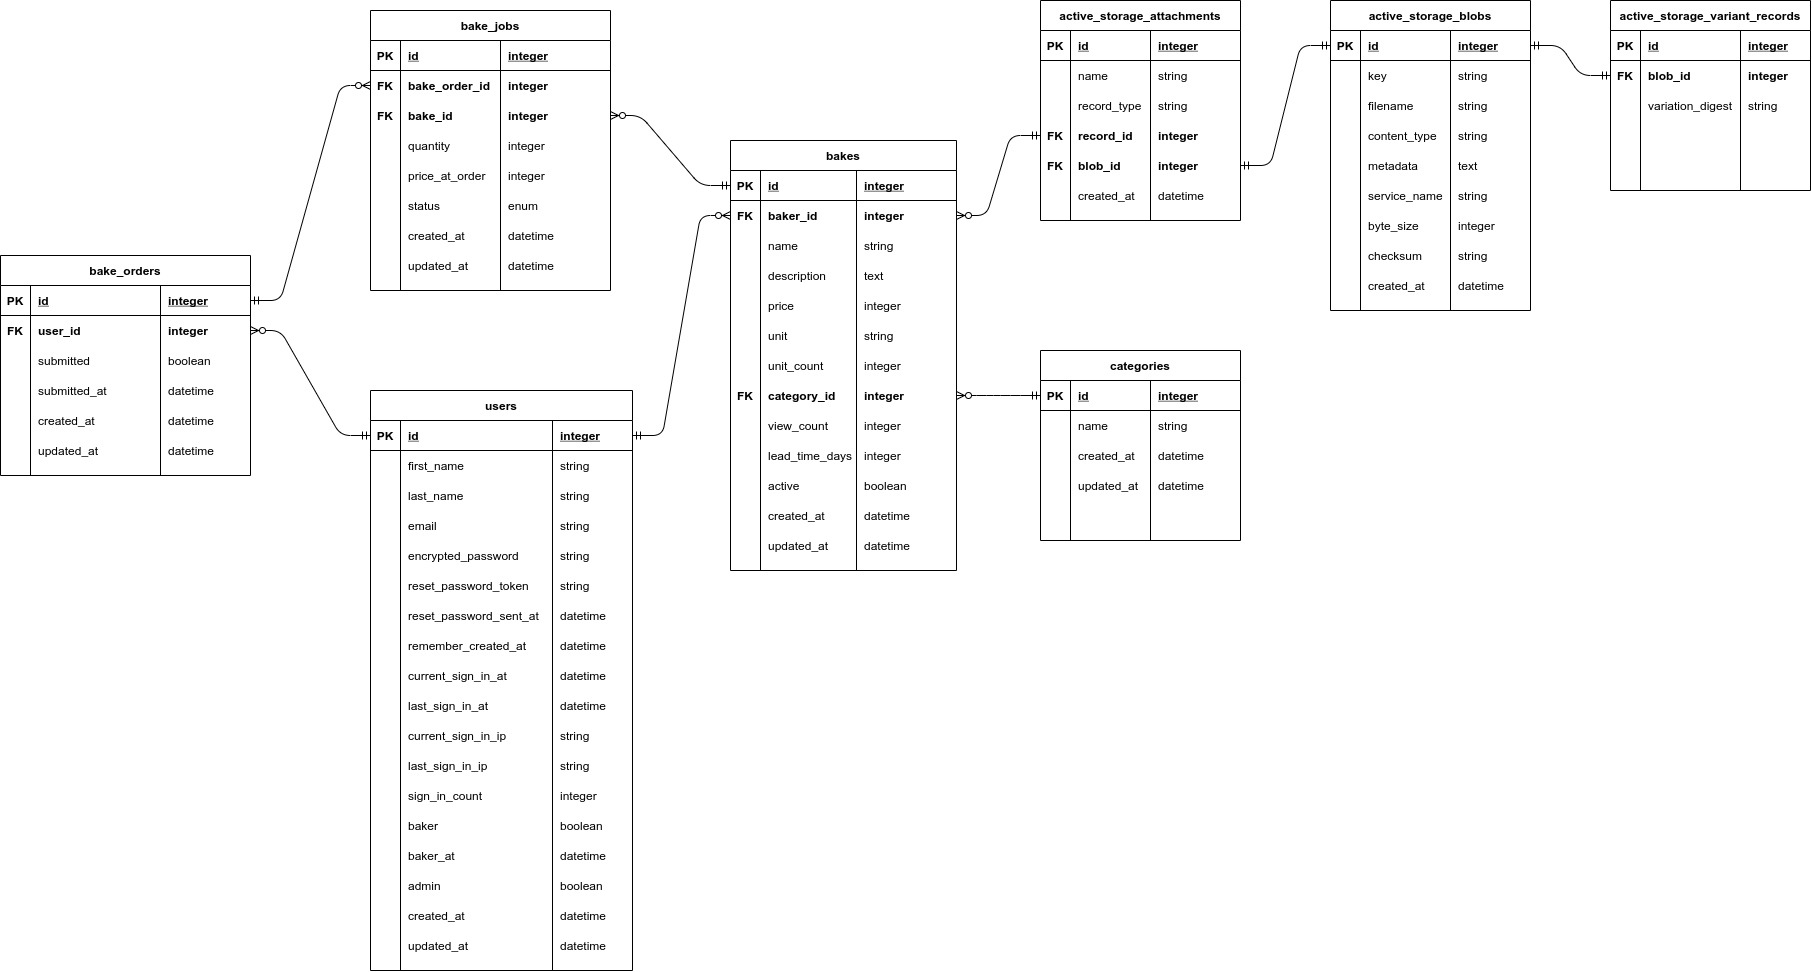 bake_jobs
PK id integer
FK bake_order_id integer
FK bake_id integer
quantity integer
price_at_order integer
status enum
created_at datetime
updated_at datetime
bake_orders
PK id integer
FK user_id integer
submitted boolean
submitted_at datetime
created_at datetime
updated_at datetime
users
PK id integer
first_name string
last_name string
email string
encrypted_password string
reset_password_token string
reset_password_sent_at datetime
remember_created_at datetime
current_sign_in_at datetime
last_sign_in_at datetime
current_sign_in_ip string
last_sign_in_ip string
sign_in_count integer
baker boolean
baker_at datetime
admin boolean
created_at datetime
updated_at datetime
bakes
PK id integer
FK baker_id integer
name string
description text
price integer
unit string
unit_count integer
FK category_id integer
view_count integer
lead_time_days integer
active boolean
created_at datetime
updated_at datetime
active_storage_attachments
PK id integer
name string
record_type string
FK record_id integer
FK blob_id integer
created_at datetime
categories
PK id integer
name string
created_at datetime
updated_at datetime
active_storage_blobs
PK id integer
key string
filename string
content_type string
metadata text
service_name string
byte_size integer
checksum string
created_at datetime
active_storage_variant_records
PK id integer
FK blob_id integer
variation_digest string